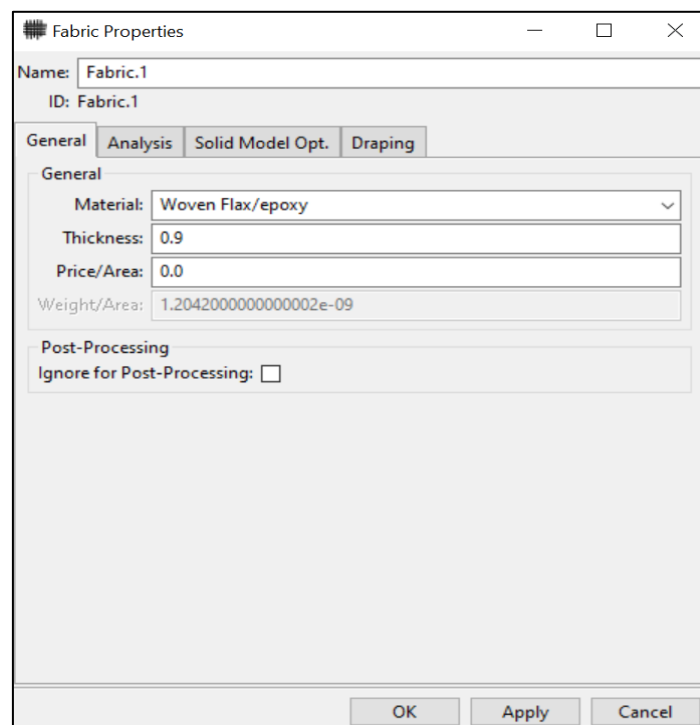 Fabric Properties
Name: Fabric.1
ID: Fabric.1
General Analysis Solid Model Opt. Draping
General
Material: Woven Flax/epoxy
Thickness: 0.9
Price/Area: 0.0
Weight/Area: 1.2042000000000002e-09
Post-Processing
Ignore for Post-Processing:
OK Apply Cancel